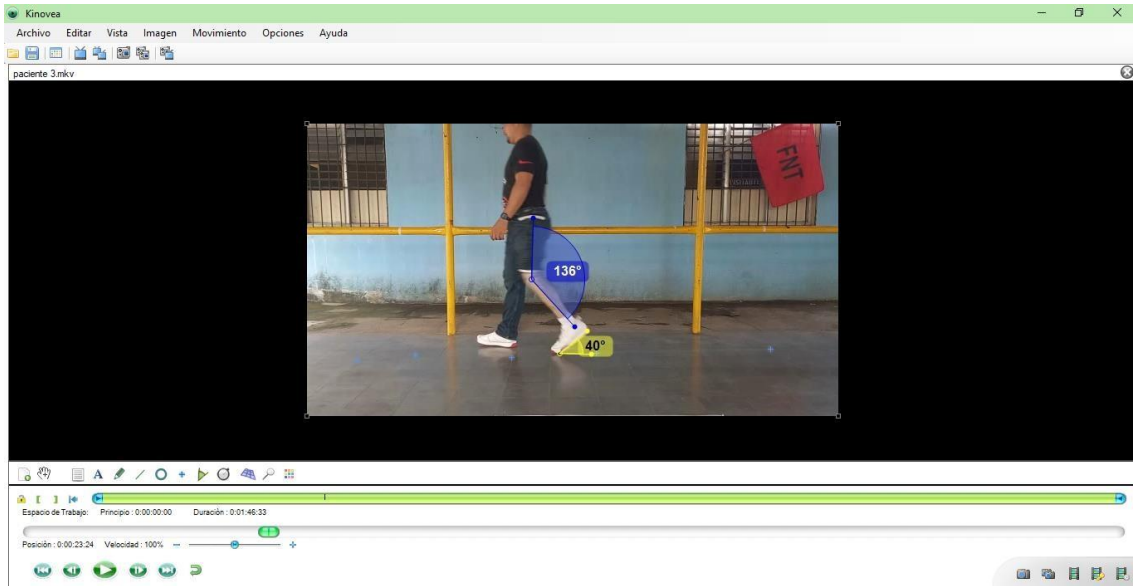 Kinovea
Archivo Editar Vista Imagen Movimiento Opciones Ayuda
paciente 3.mkv
FNT
136°
40°
Espacio de Trabajo: Principio : 0:00:00:00 Duración : 0:01:46:33
Posición : 0:00:23:24 Velocidad : 100%